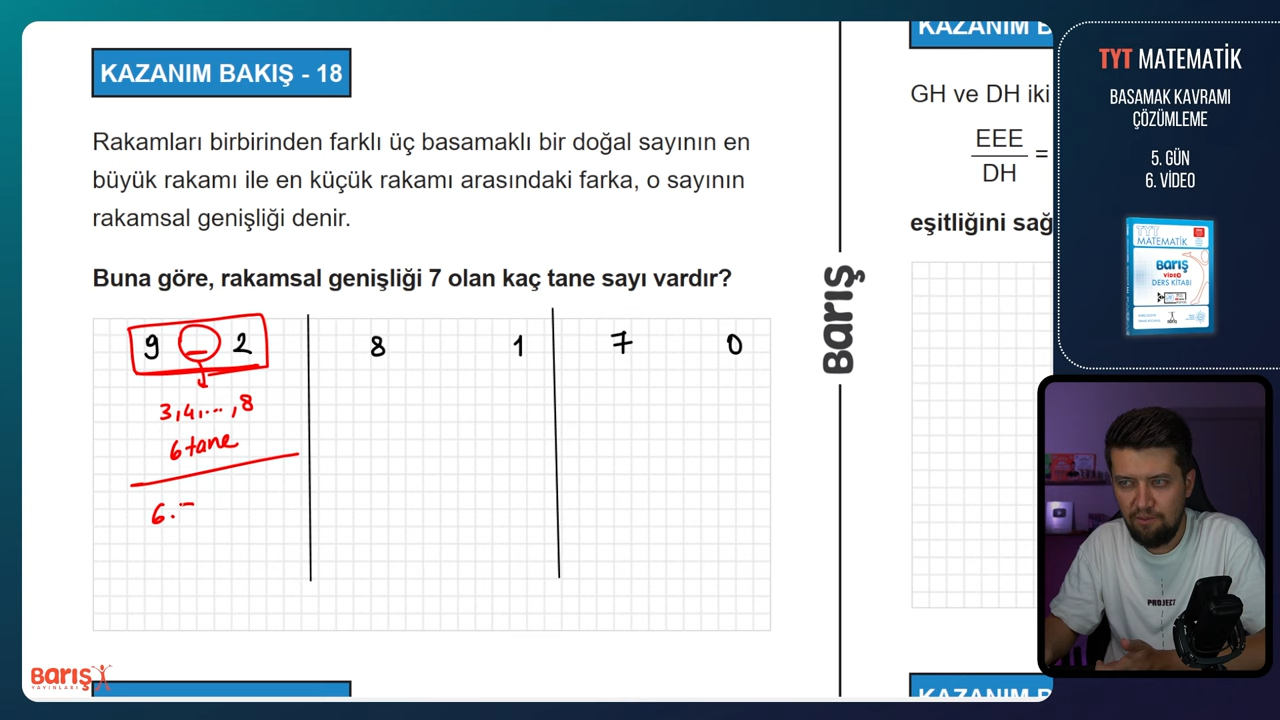 KAZANIM BAKIŞ - 18
Rakamları birbirinden farklı üç basamaklı bir doğal sayının en
büyük rakamı ile en küçük rakamı arasındaki farka, o sayının
rakamsal genişliği denir.
Buna göre, rakamsal genişliği 7 olan kaç tane sayı vardır?
9 _ 2
3,4,...,8
6 tane
6.
8 1
7 0
BARIŞ
YAYINLARI
BARIŞ
KAZANIM B
GH ve DH iki
EEE
DH
=
eşitliğini sağ
KAZANIM B
TYT MATEMATİK
BASAMAK KAVRAMI
ÇÖZÜMLEME
5. GÜN
6. VİDEO
TYT
MATEMATİK
BARIŞ
VİDEO
DERS KİTABI
PROJECT